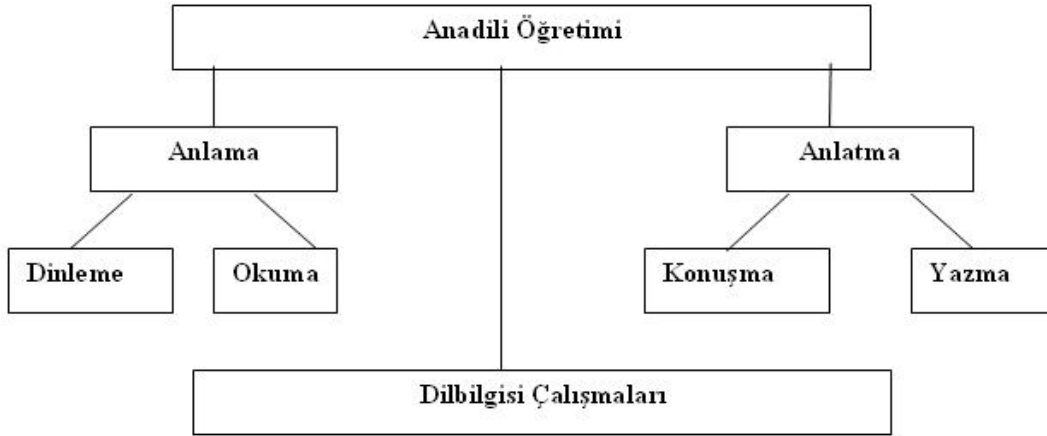 Anadili Öğretimi
Anlama
Anlatma
Dinleme
Okuma
Konuşma
Yazma
Dilbilgisi Çalışmaları